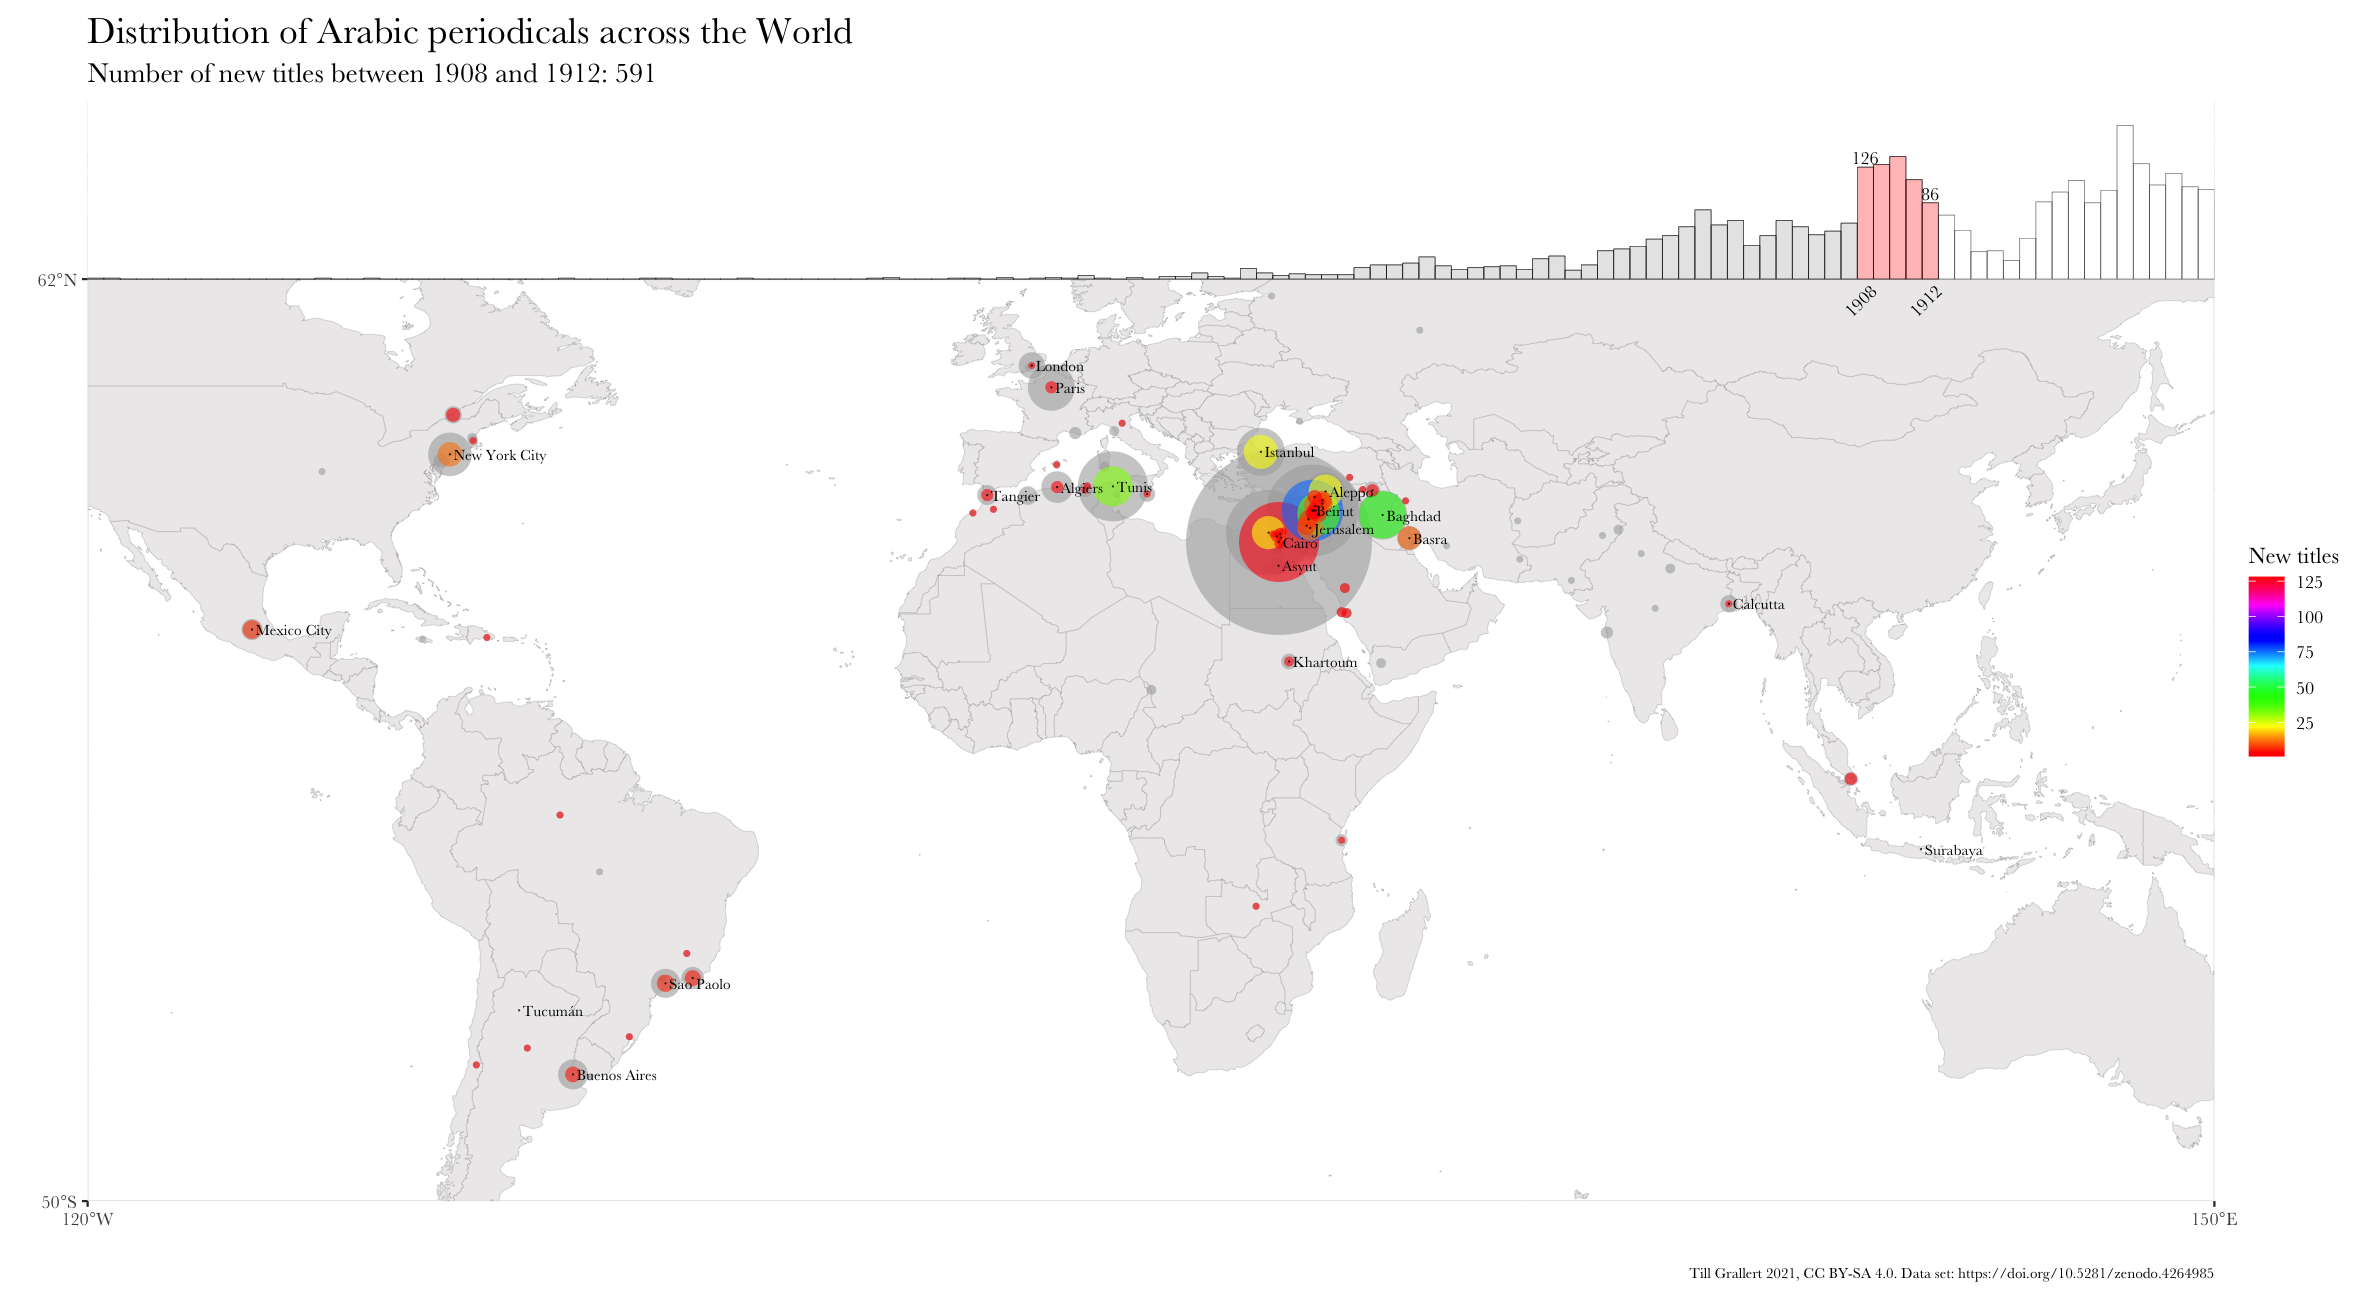 Distribution of Arabic periodicals across the World
Number of new titles between 1908 and 1912: 591
126
86
62°N
1908
1912
London
Paris
New York City
Istanbul
Tangier
Algiers
Tunis
Aleppo
Beirut
Baghdad
Jerusalem
Basra
Cairo
Asyut
New titles
125
100
75
50
25
Calcutta
Mexico City
Khartoum
Surabaya
Sao Paolo
Tucumán
Buenos Aires
50°S
120°W
150°E
Till Grallert 2021, CC BY-SA 4.0. Data set: https://doi.org/10.5281/zenodo.4264985